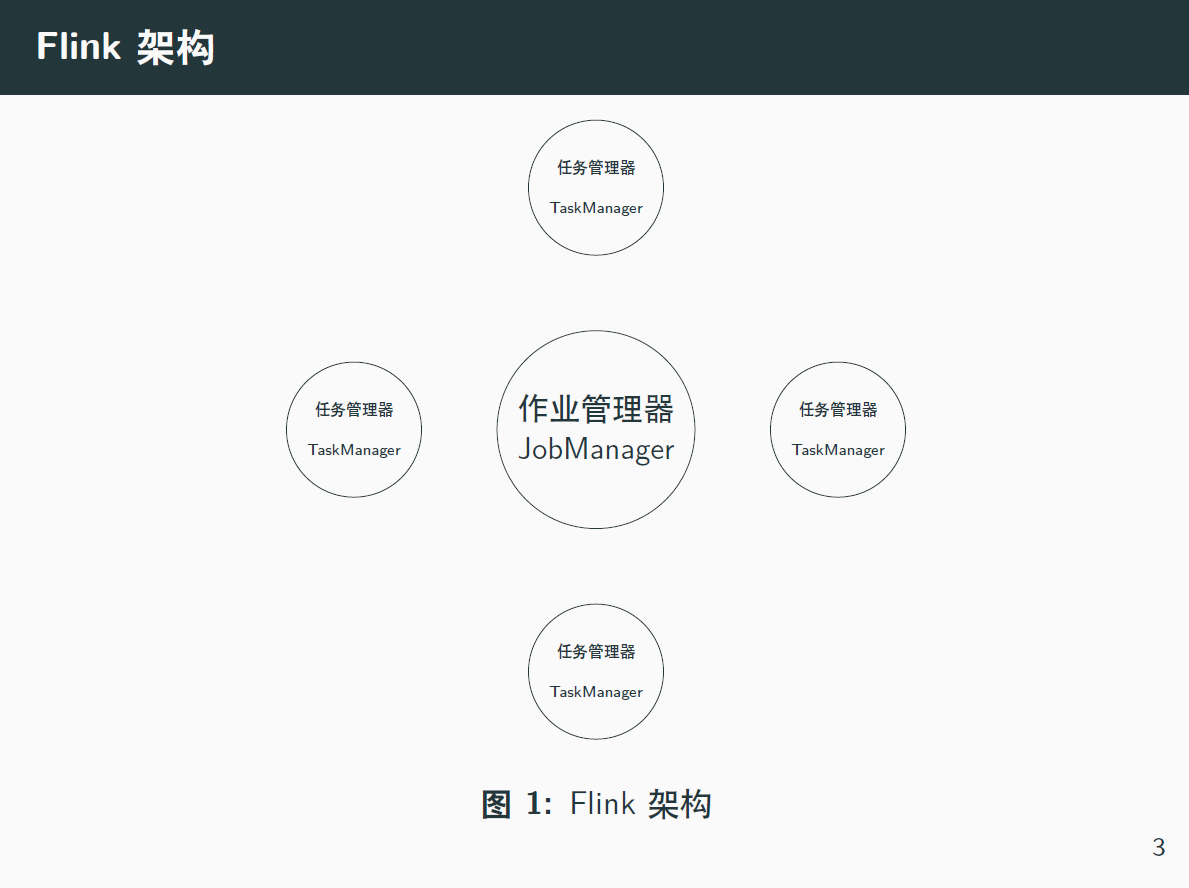 Flink 架构
任务管理器
TaskManager
任务管理器
TaskManager
作业管理器
JobManager
任务管理器
TaskManager
任务管理器
TaskManager
图 1: Flink 架构
3